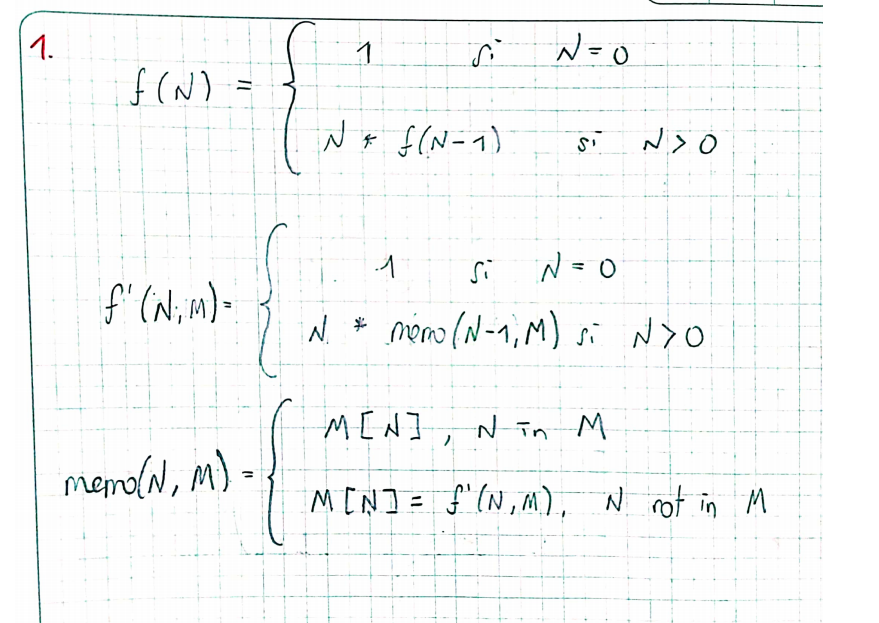 1.
1 si N = 0
f(N) =
N * f(N-1) si N > 0
1 si N = 0
f'(N, M) =
N * memo(N-1, M) si N > 0
M[N], N in M
memo(N, M) =
M[N] = f'(N, M), N not in M